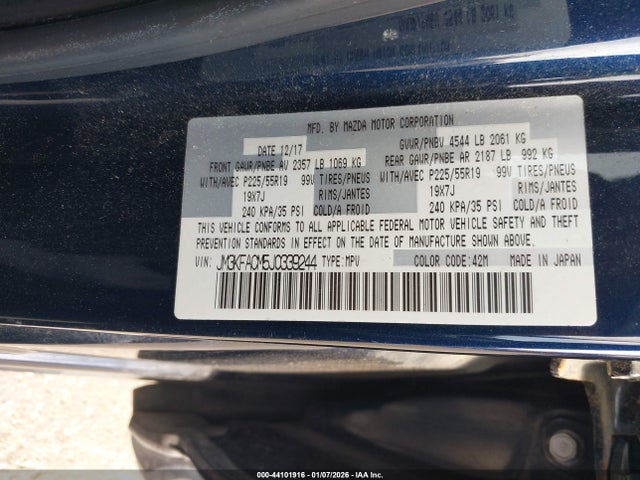 MFD. BY MAZDA MOTOR CORPORATION
DATE 12/17 GVWR/PNBV 4544 LB 2061 KG
FRONT GAWR/PNBE AV 2357 LB 1069 KG REAR GAWR/PNBE AR 2187 LB 992 KG
WITH/AVEC P225/55R19 99V TIRES/PNEUS WITH/AVEC P225/55R19 99V TIRES/PNEUS
19X7J RIMS/JANTES 19X7J RIMS/JANTES
240 KPA/35 PSI COLD/A FROID 240 KPA/35 PSI COLD/A FROID
THIS VEHICLE CONFORMS TO ALL APPLICABLE FEDERAL MOTOR VEHICLE SAFETY AND THEFT
PREVENTION STANDARDS IN EFFECT ON THE DATE OF MANUFACTURE SHOWN ABOVE.
VIN: JM3KFACM5J0339244 TYPE:MPV COLOR CODE:42M MADE IN JAPAN
000-44101916 - 01/07/2026 - IAA Inc.